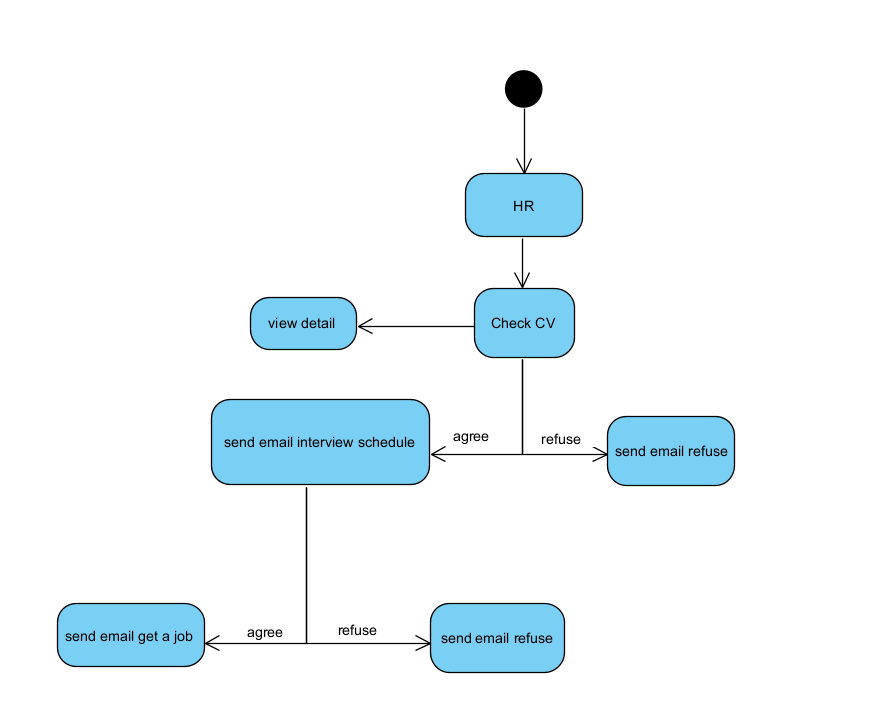 HR
Check CV
view detail
agree
refuse
send email interview schedule
send email refuse
agree
refuse
send email get a job
send email refuse